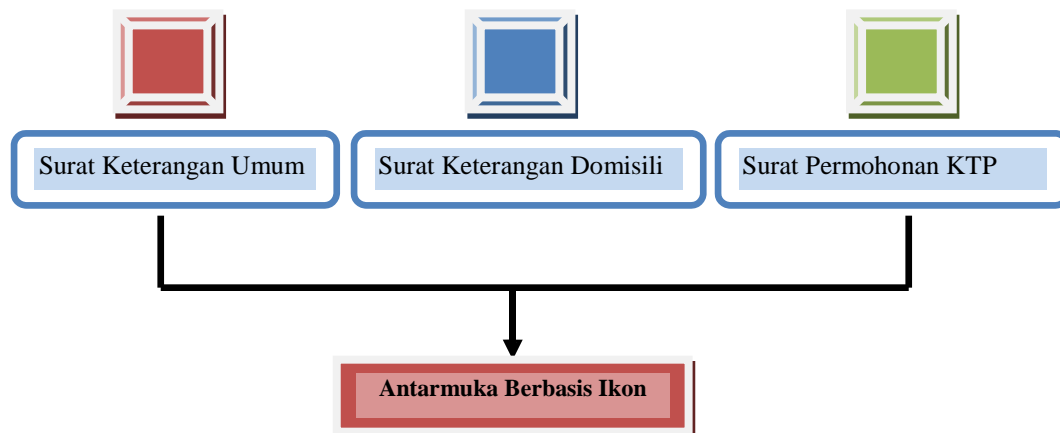 Surat Keterangan Umum
Surat Keterangan Domisili
Surat Permohonan KTP
Antarmuka Berbasis Ikon